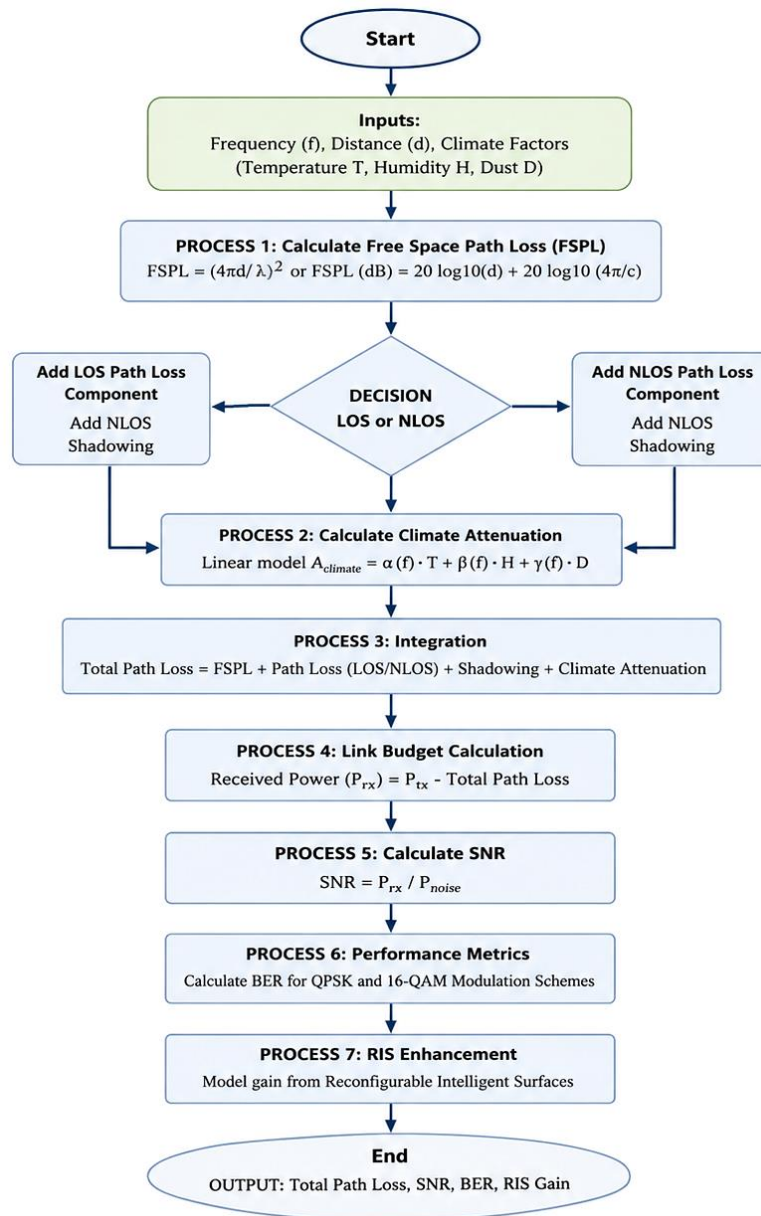 Start
Inputs:
Frequency (f), Distance (d), Climate Factors
(Temperature T, Humidity H, Dust D)
PROCESS 1: Calculate Free Space Path Loss (FSPL)
FSPL = (4πd/ λ)² or FSPL (dB) = 20 log10(d) + 20 log10 (4π/c)
Add LOS Path Loss
Component
Add NLOS
Shadowing
DECISION
LOS or NLOS
Add NLOS Path Loss
Component
Add NLOS
Shadowing
PROCESS 2: Calculate Climate Attenuation
Linear model A_climate = α (f) · T + β (f) · H + γ (f) · D
PROCESS 3: Integration
Total Path Loss = FSPL + Path Loss (LOS/NLOS) + Shadowing + Climate Attenuation
PROCESS 4: Link Budget Calculation
Received Power (P_rx) = P_tx - Total Path Loss
PROCESS 5: Calculate SNR
SNR = P_rx / P_noise
PROCESS 6: Performance Metrics
Calculate BER for QPSK and 16-QAM Modulation Schemes
PROCESS 7: RIS Enhancement
Model gain from Reconfigurable Intelligent Surfaces
End
OUTPUT: Total Path Loss, SNR, BER, RIS Gain